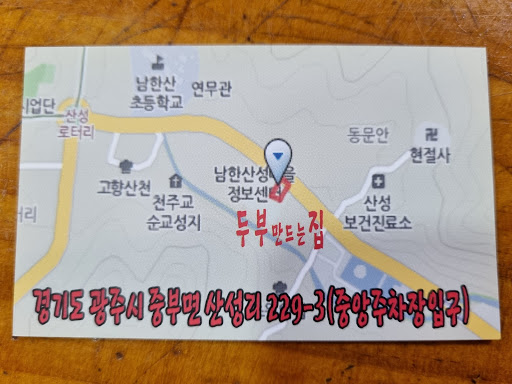 남한산
초등학교
연무관
시업단
산성
로터리
동문안
현절사
고향산천
천주교
순교성지
남한산성
정보센터
산성
보건진료소
두부만드는집
경기도 광주시 중부면 산성리 229-3(중앙주차장입구)